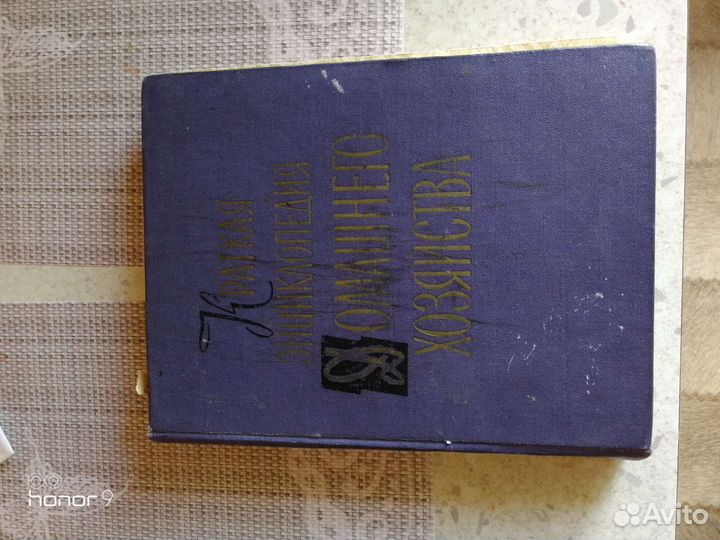 Краткая
ЭНЦИКЛОПЕДИЯ
ДОМАШНЕГО
ХОЗЯЙСТВА
honor 9
Avito